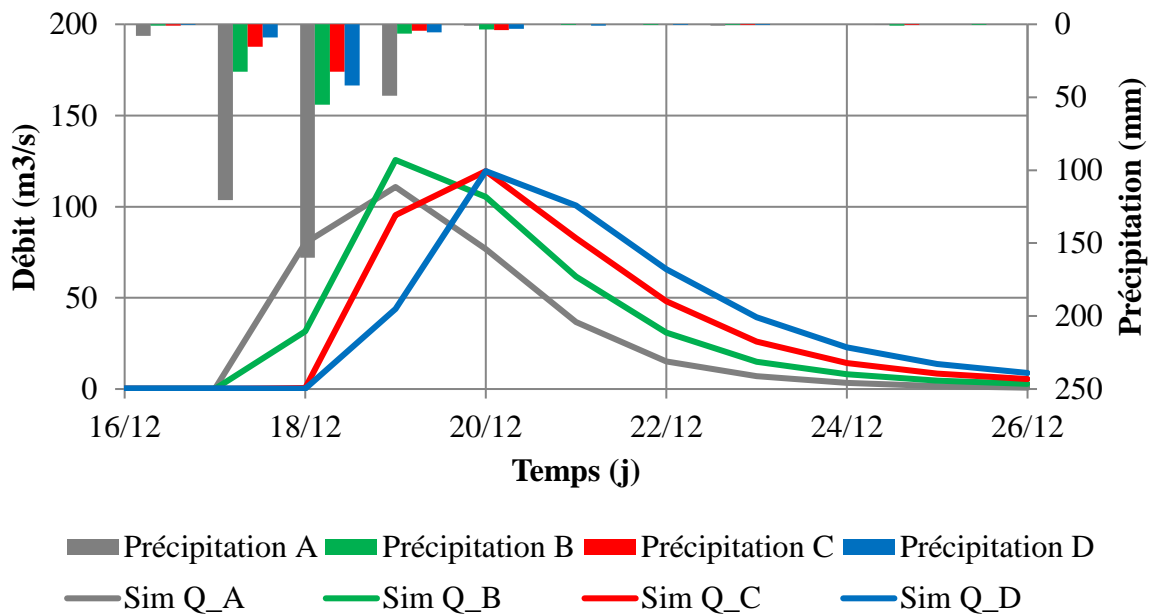 200
150
100
50
0
Débit (m3/s)
0
50
100
150
200
250
Précipitation (mm)
16/12 18/12 20/12 22/12 24/12 26/12
Temps (j)
Précipitation A Précipitation B Précipitation C Précipitation D
Sim Q_A Sim Q_B Sim Q_C Sim Q_D